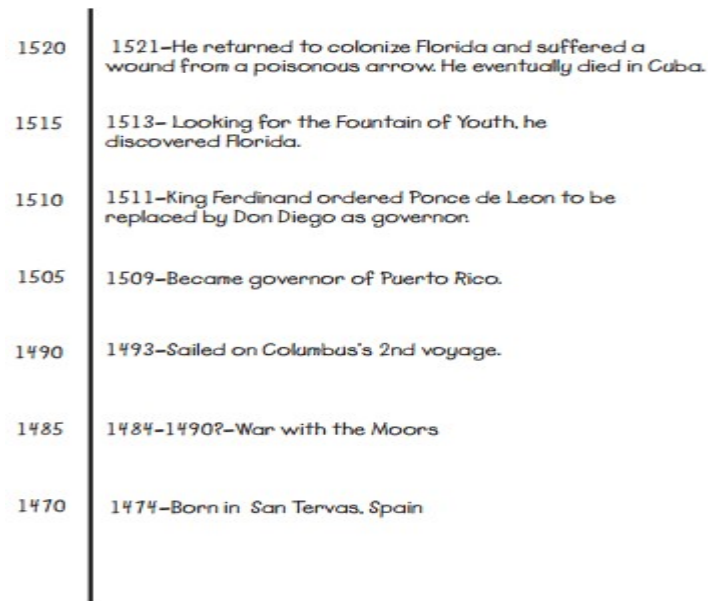 1520 1521-He returned to colonize Florida and suffered a
wound from a poisonous arrow. He eventually died in Cuba.
1515 1513- Looking for the Fountain of Youth, he
discovered Florida.
1510 1511-King Ferdinand ordered Ponce de Leon to be
replaced by Don Diego as governor.
1505 1509-Became governor of Puerto Rico.
1490 1493-Sailed on Columbus's 2nd voyage.
1485 1484-1490?-War with the Moors
1470 1474-Born in San Tervas, Spain